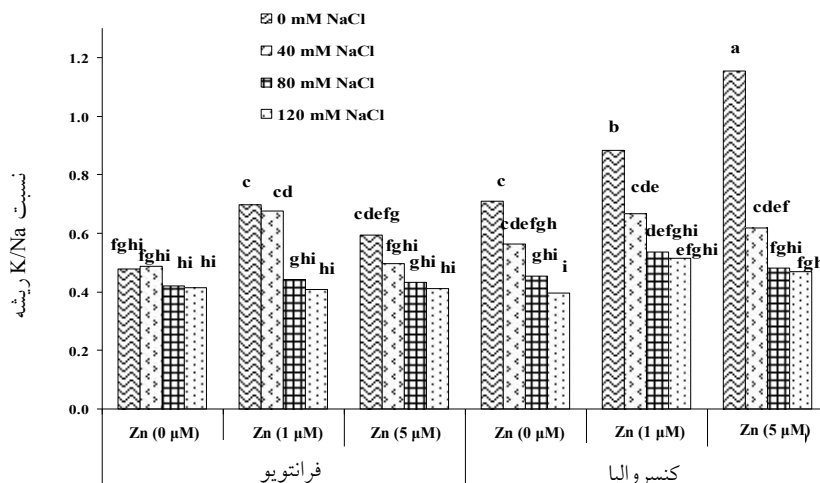 0 mM NaCl
40 mM NaCl
80 mM NaCl
120 mM NaCl
نسبت K/Na ریشه
1.2
1.0
0.8
0.6
0.4
0.2
0.0
fghi fghi hi hi
c cd ghi hi
cdefg fghi ghi hi
c cdefgh ghi i
b cde defghi efghi
a cdef fghi fgh
Zn (0 µM) Zn (1 µM) Zn (5 µM) Zn (0 µM) Zn (1 µM) Zn (5 µM)
فرانتویو کنسروالیا